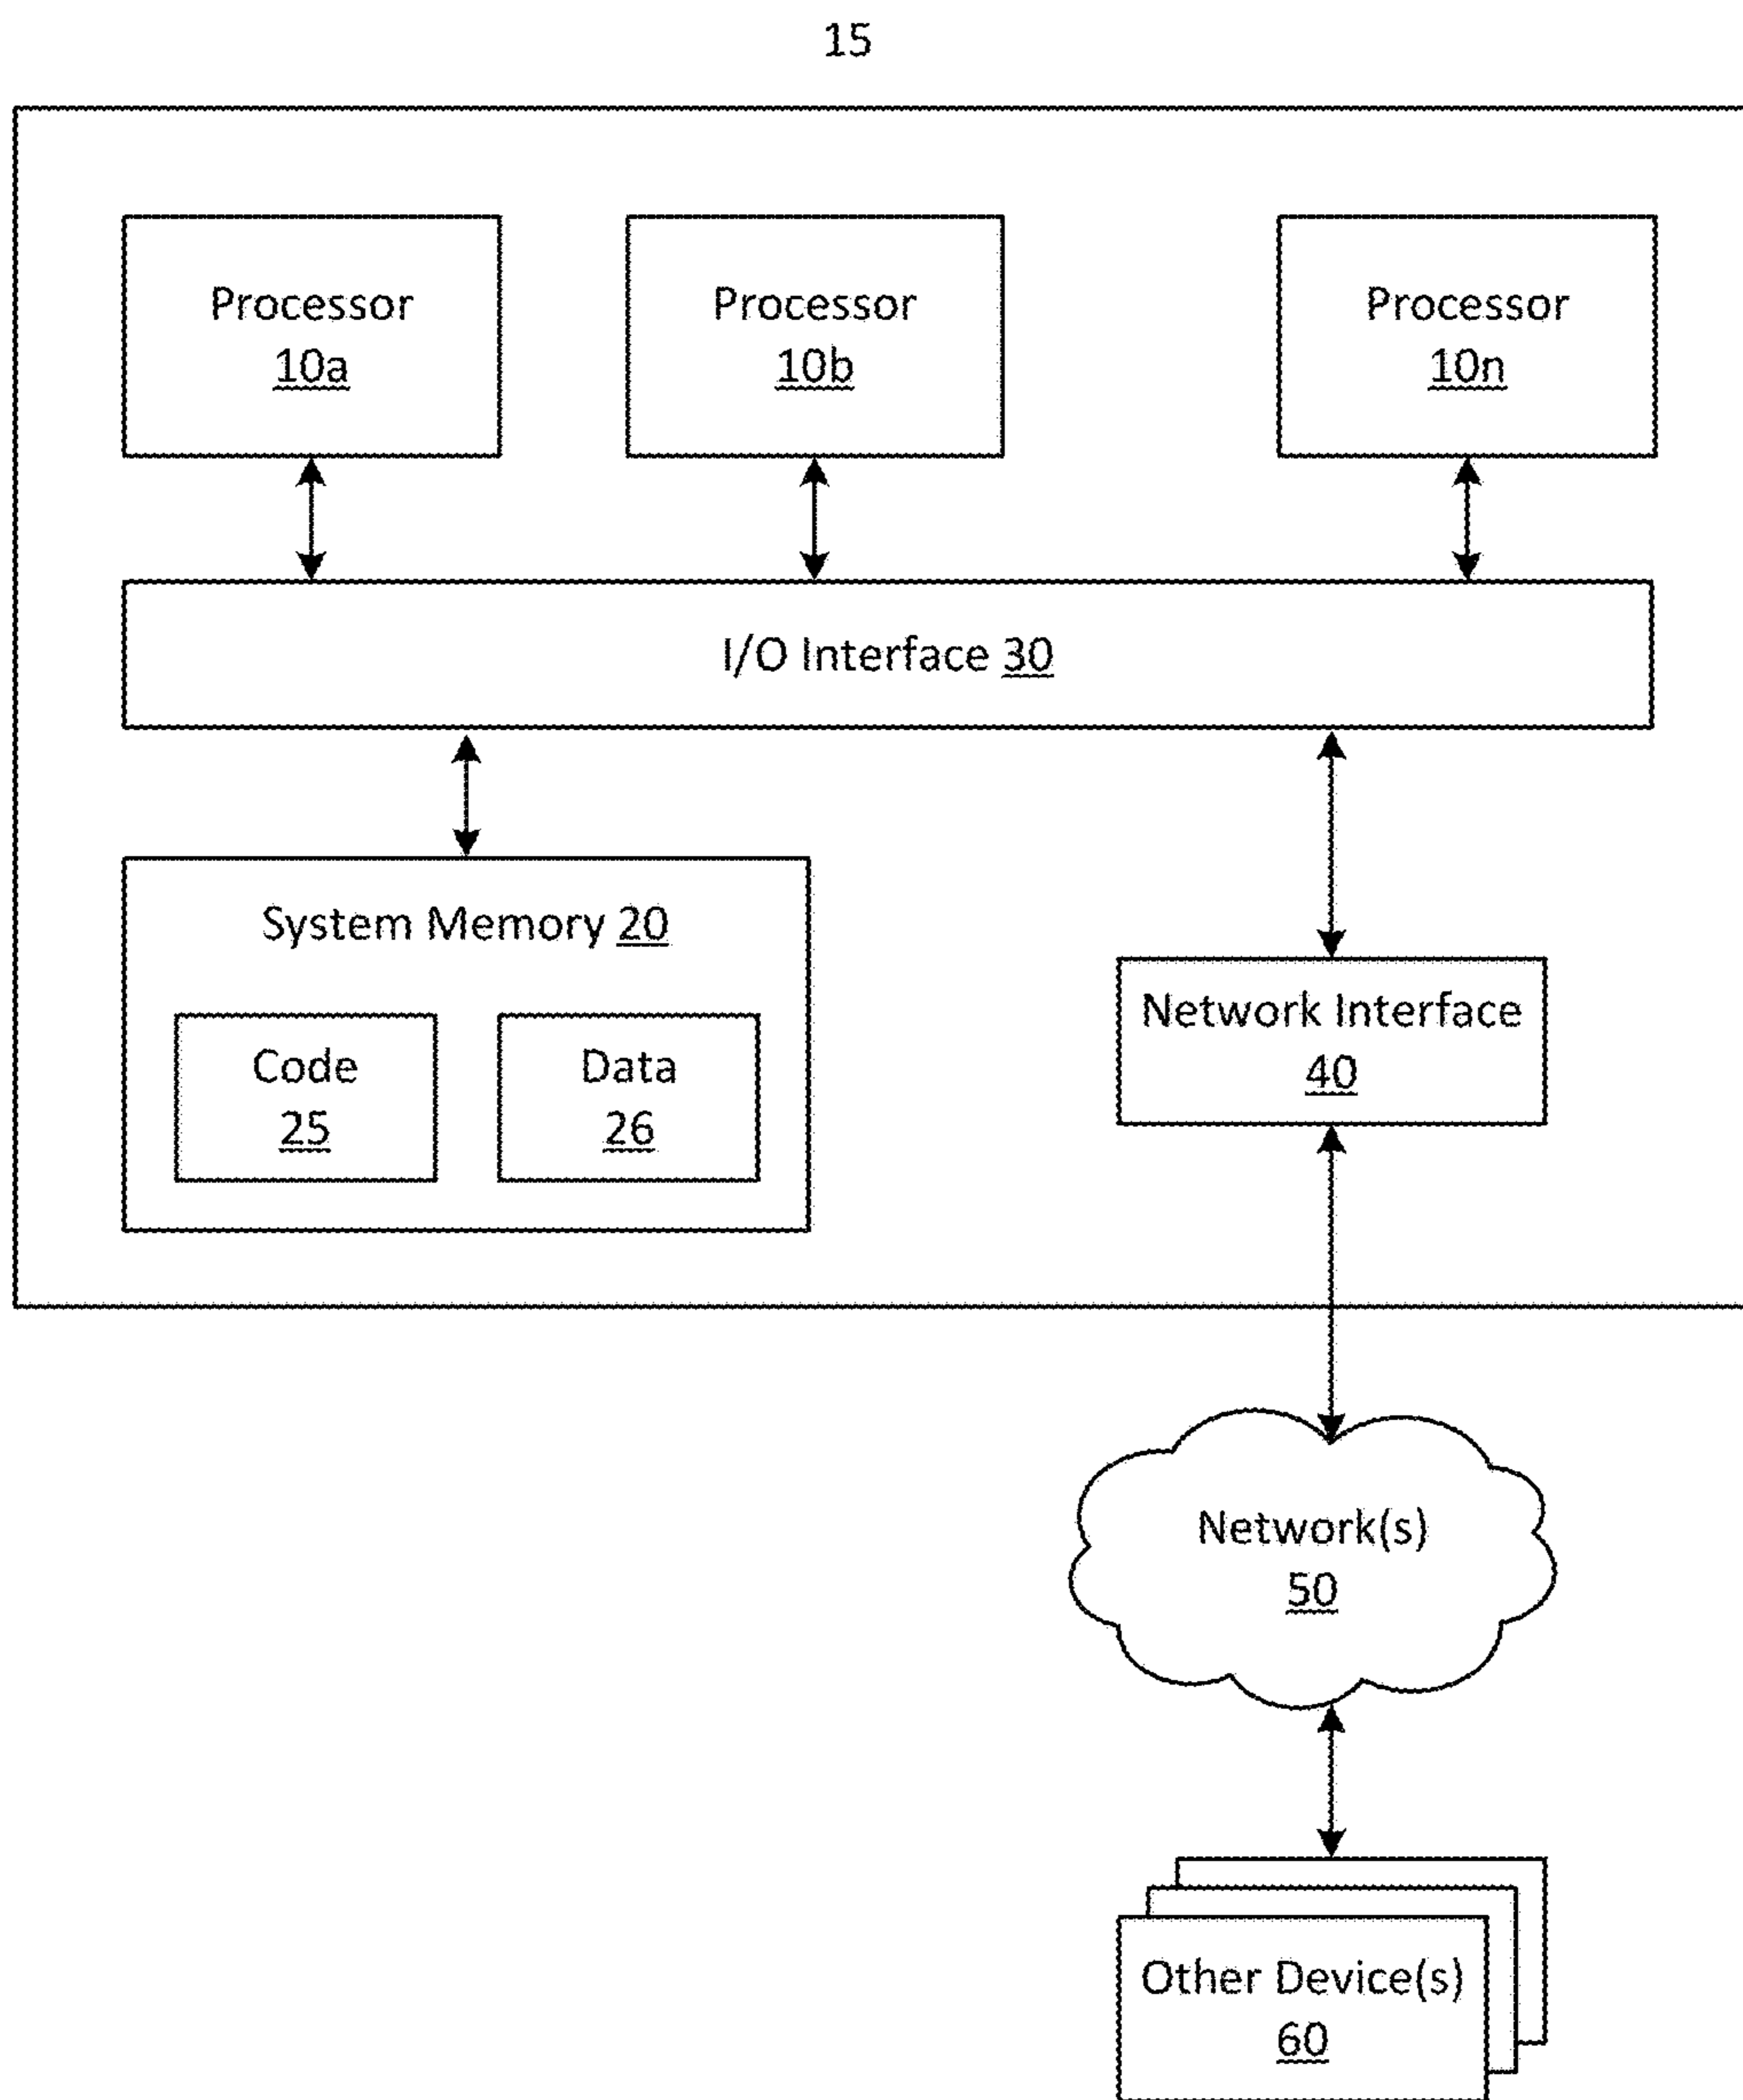 15
Processor
10a
Processor
10b
Processor
10n
I/O Interface 30
System Memory 20
Code
25
Data
26
Network Interface
40
Network(s)
50
Other Device(s)
60